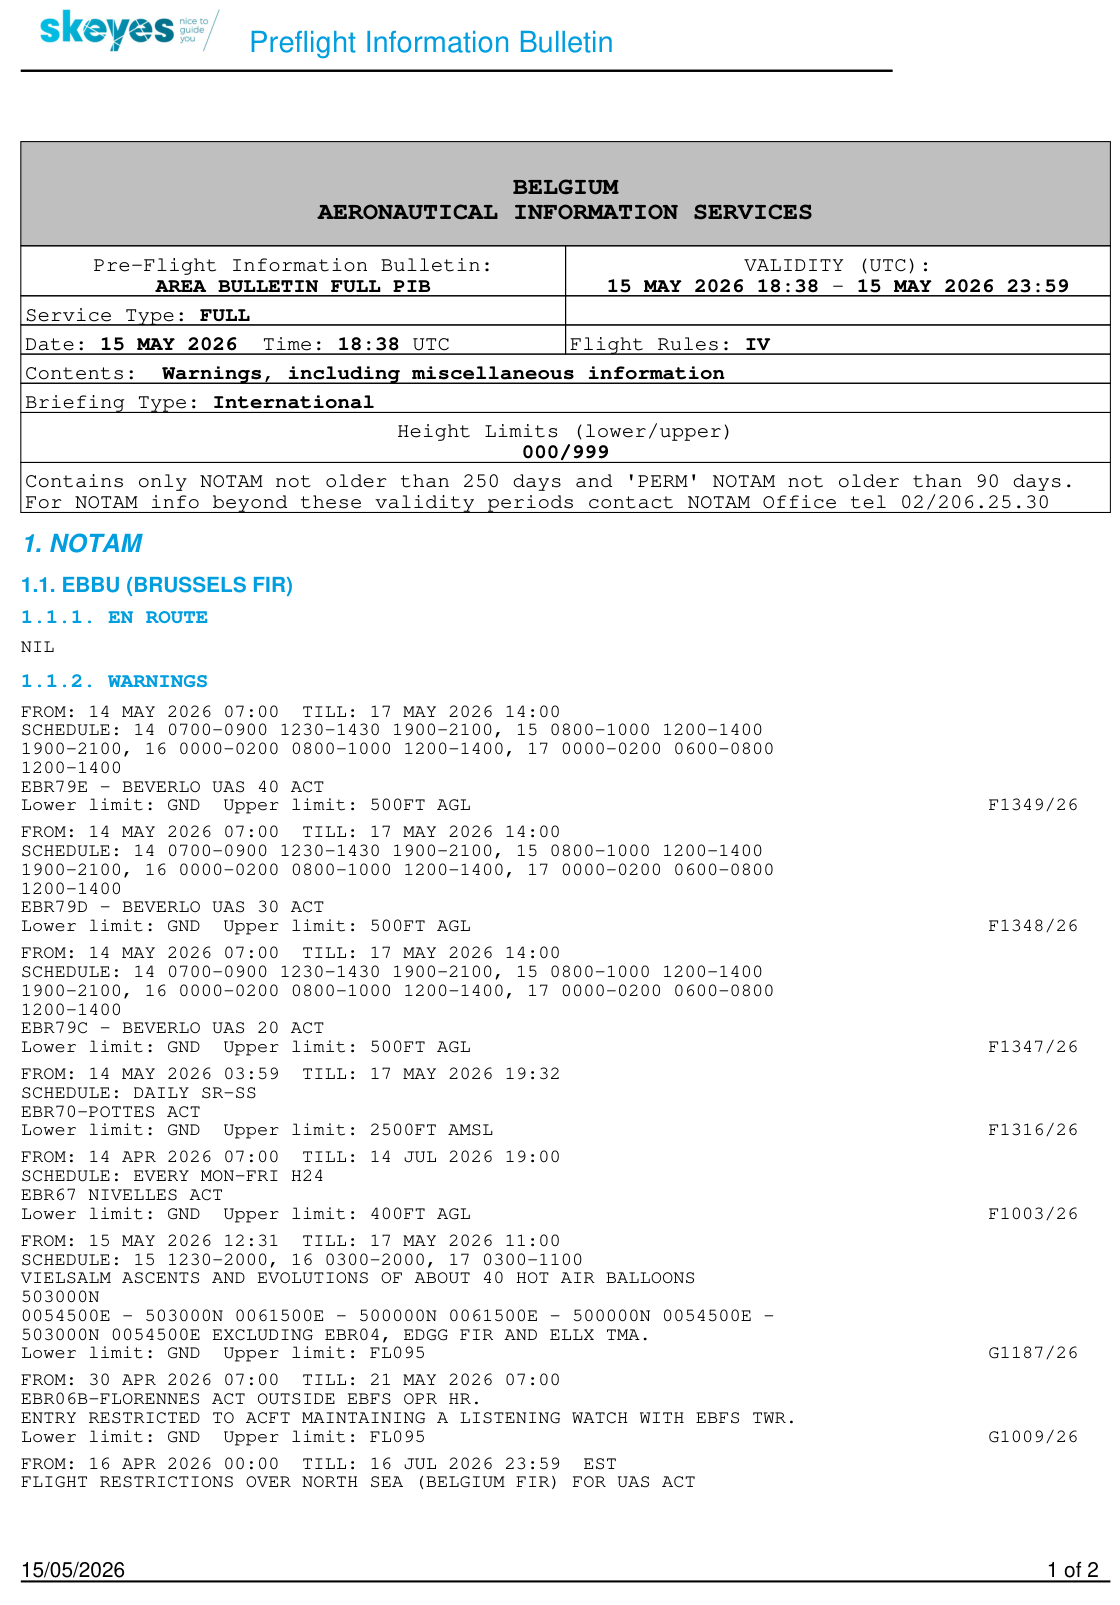 skeyes nice to guide you
Preflight Information Bulletin
BELGIUM
AERONAUTICAL INFORMATION SERVICES
Pre-Flight Information Bulletin:
AREA BULLETIN FULL PIB
VALIDITY (UTC):
15 MAY 2026 18:38 - 15 MAY 2026 23:59
Service Type: FULL
Date: 15 MAY 2026  Time: 18:38 UTC
Flight Rules: IV
Contents:  Warnings, including miscellaneous information
Briefing Type: International
Height Limits (lower/upper)
000/999
Contains only NOTAM not older than 250 days and 'PERM' NOTAM not older than 90 days.
For NOTAM info beyond these validity periods contact NOTAM Office tel 02/206.25.30
1. NOTAM
1.1. EBBU (BRUSSELS FIR)
1.1.1. EN ROUTE
NIL
1.1.2. WARNINGS
FROM: 14 MAY 2026 07:00  TILL: 17 MAY 2026 14:00
SCHEDULE: 14 0700-0900 1230-1430 1900-2100, 15 0800-1000 1200-1400
1900-2100, 16 0000-0200 0800-1000 1200-1400, 17 0000-0200 0600-0800
1200-1400
EBR79E - BEVERLO UAS 40 ACT
Lower limit: GND  Upper limit: 500FT AGL F1349/26
FROM: 14 MAY 2026 07:00  TILL: 17 MAY 2026 14:00
SCHEDULE: 14 0700-0900 1230-1430 1900-2100, 15 0800-1000 1200-1400
1900-2100, 16 0000-0200 0800-1000 1200-1400, 17 0000-0200 0600-0800
1200-1400
EBR79D - BEVERLO UAS 30 ACT
Lower limit: GND  Upper limit: 500FT AGL F1348/26
FROM: 14 MAY 2026 07:00  TILL: 17 MAY 2026 14:00
SCHEDULE: 14 0700-0900 1230-1430 1900-2100, 15 0800-1000 1200-1400
1900-2100, 16 0000-0200 0800-1000 1200-1400, 17 0000-0200 0600-0800
1200-1400
EBR79C - BEVERLO UAS 20 ACT
Lower limit: GND  Upper limit: 500FT AGL F1347/26
FROM: 14 MAY 2026 03:59  TILL: 17 MAY 2026 19:32
SCHEDULE: DAILY SR-SS
EBR70-POTTES ACT
Lower limit: GND  Upper limit: 2500FT AMSL F1316/26
FROM: 14 APR 2026 07:00  TILL: 14 JUL 2026 19:00
SCHEDULE: EVERY MON-FRI H24
EBR67 NIVELLES ACT
Lower limit: GND  Upper limit: 400FT AGL F1003/26
FROM: 15 MAY 2026 12:31  TILL: 17 MAY 2026 11:00
SCHEDULE: 15 1230-2000, 16 0300-2000, 17 0300-1100
VIELSALM ASCENTS AND EVOLUTIONS OF ABOUT 40 HOT AIR BALLOONS
503000N
0054500E - 503000N 0061500E - 500000N 0061500E - 500000N 0054500E -
503000N 0054500E EXCLUDING EBR04, EDGG FIR AND ELLX TMA.
Lower limit: GND  Upper limit: FL095 G1187/26
FROM: 30 APR 2026 07:00  TILL: 21 MAY 2026 07:00
EBR06B-FLORENNES ACT OUTSIDE EBFS OPR HR.
ENTRY RESTRICTED TO ACFT MAINTAINING A LISTENING WATCH WITH EBFS TWR.
Lower limit: GND  Upper limit: FL095 G1009/26
FROM: 16 APR 2026 00:00  TILL: 16 JUL 2026 23:59  EST
FLIGHT RESTRICTIONS OVER NORTH SEA (BELGIUM FIR) FOR UAS ACT
15/05/2026 1 of 2